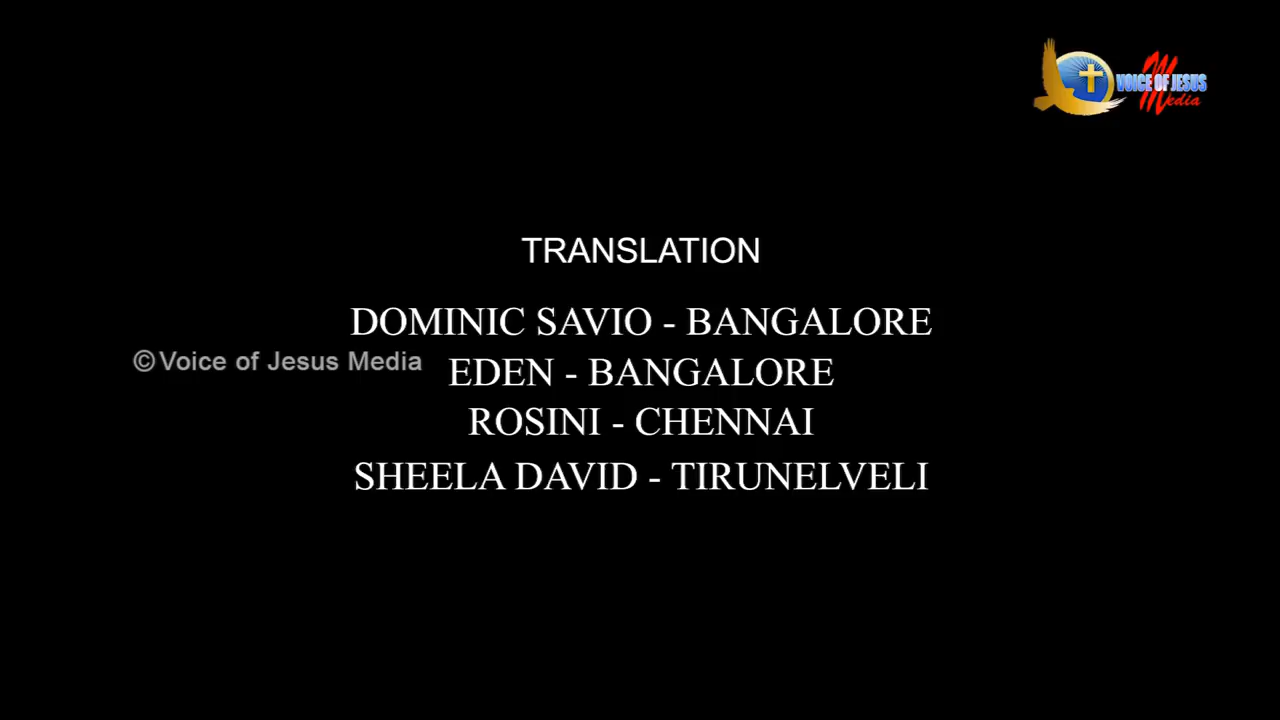 VOICE OF JESUS
Media
TRANSLATION
DOMINIC SAVIO - BANGALORE
©Voice of Jesus Media
EDEN - BANGALORE
ROSINI - CHENNAI
SHEELA DAVID - TIRUNELVELI